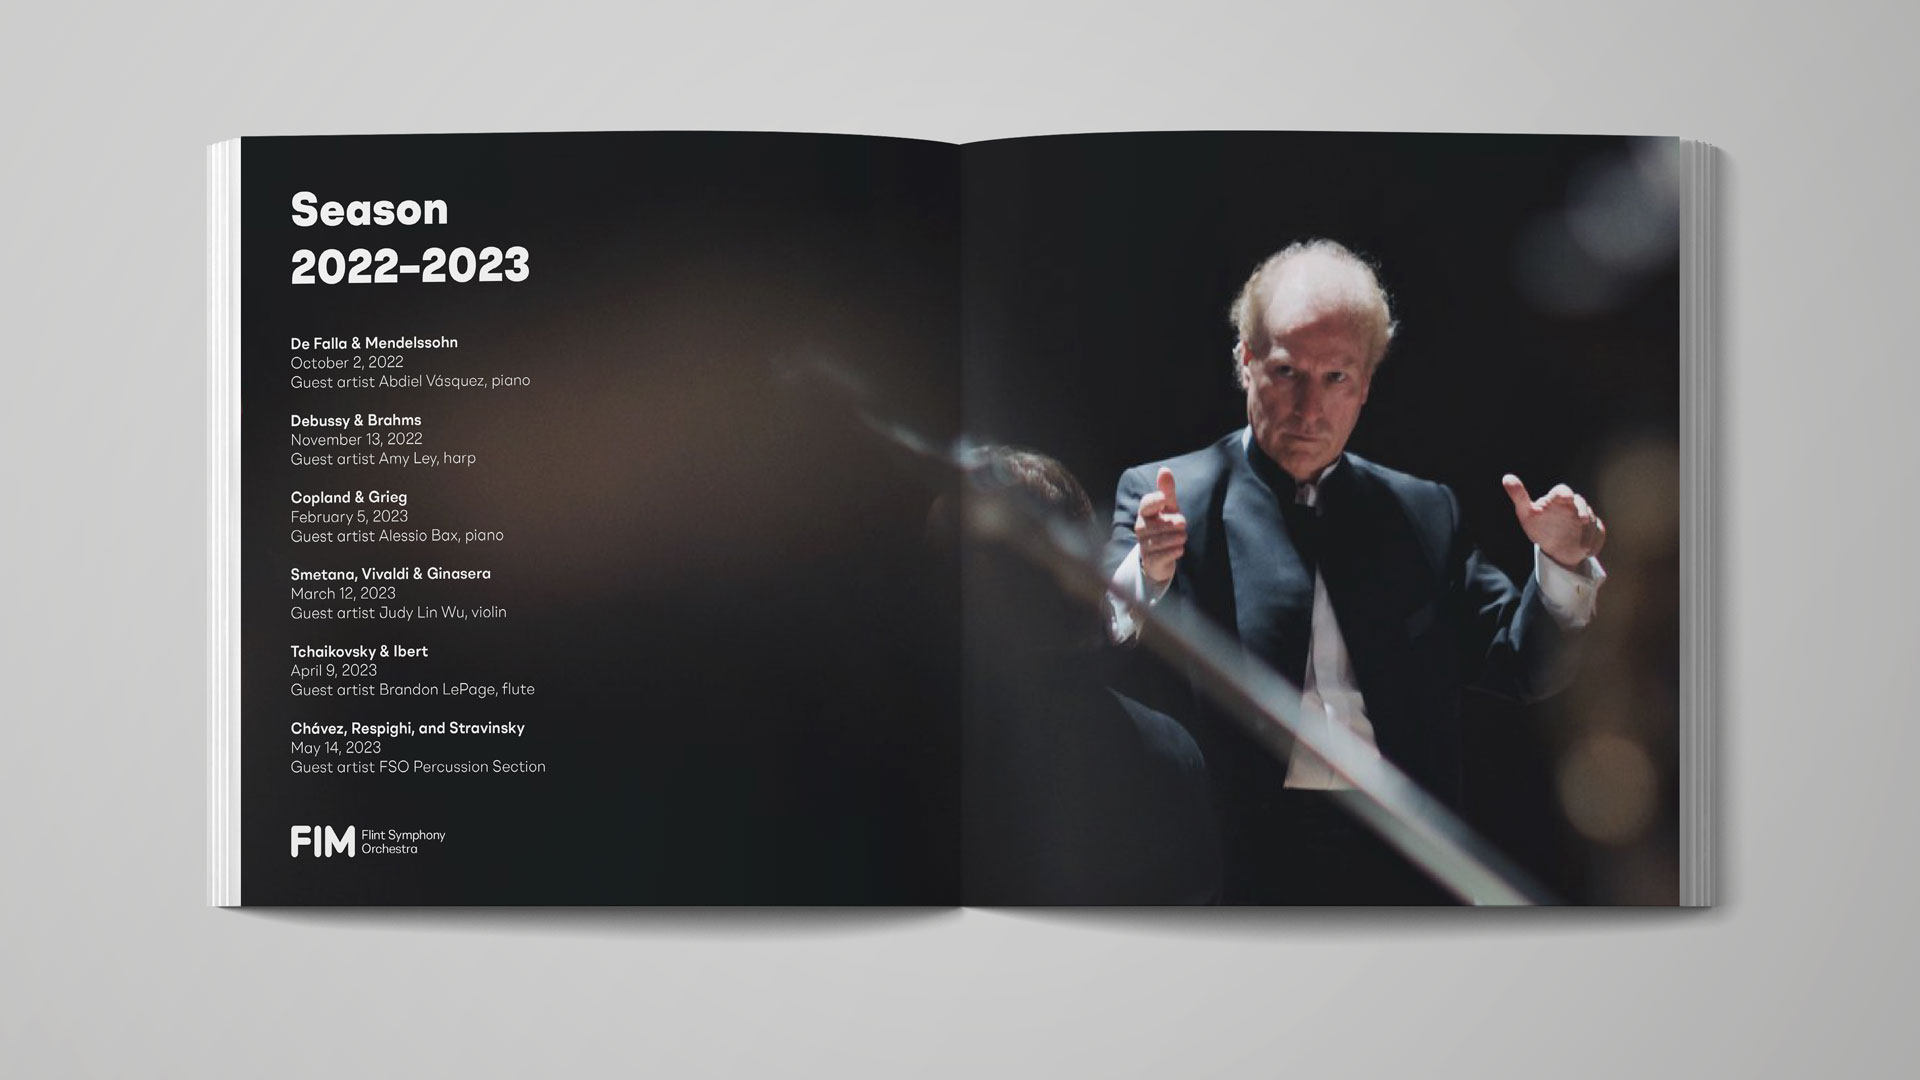 Season
2022–2023
De Falla & Mendelssohn
October 2, 2022
Guest artist Abdiel Vásquez, piano
Debussy & Brahms
November 13, 2022
Guest artist Amy Ley, harp
Copland & Grieg
February 5, 2023
Guest artist Alessio Bax, piano
Smetana, Vivaldi & Ginasera
March 12, 2023
Guest artist Judy Lin Wu, violin
Tchaikovsky & Ibert
April 9, 2023
Guest artist Brandon LePage, flute
Chávez, Respighi, and Stravinsky
May 14, 2023
Guest artist FSO Percussion Section
FIM Flint Symphony
Orchestra